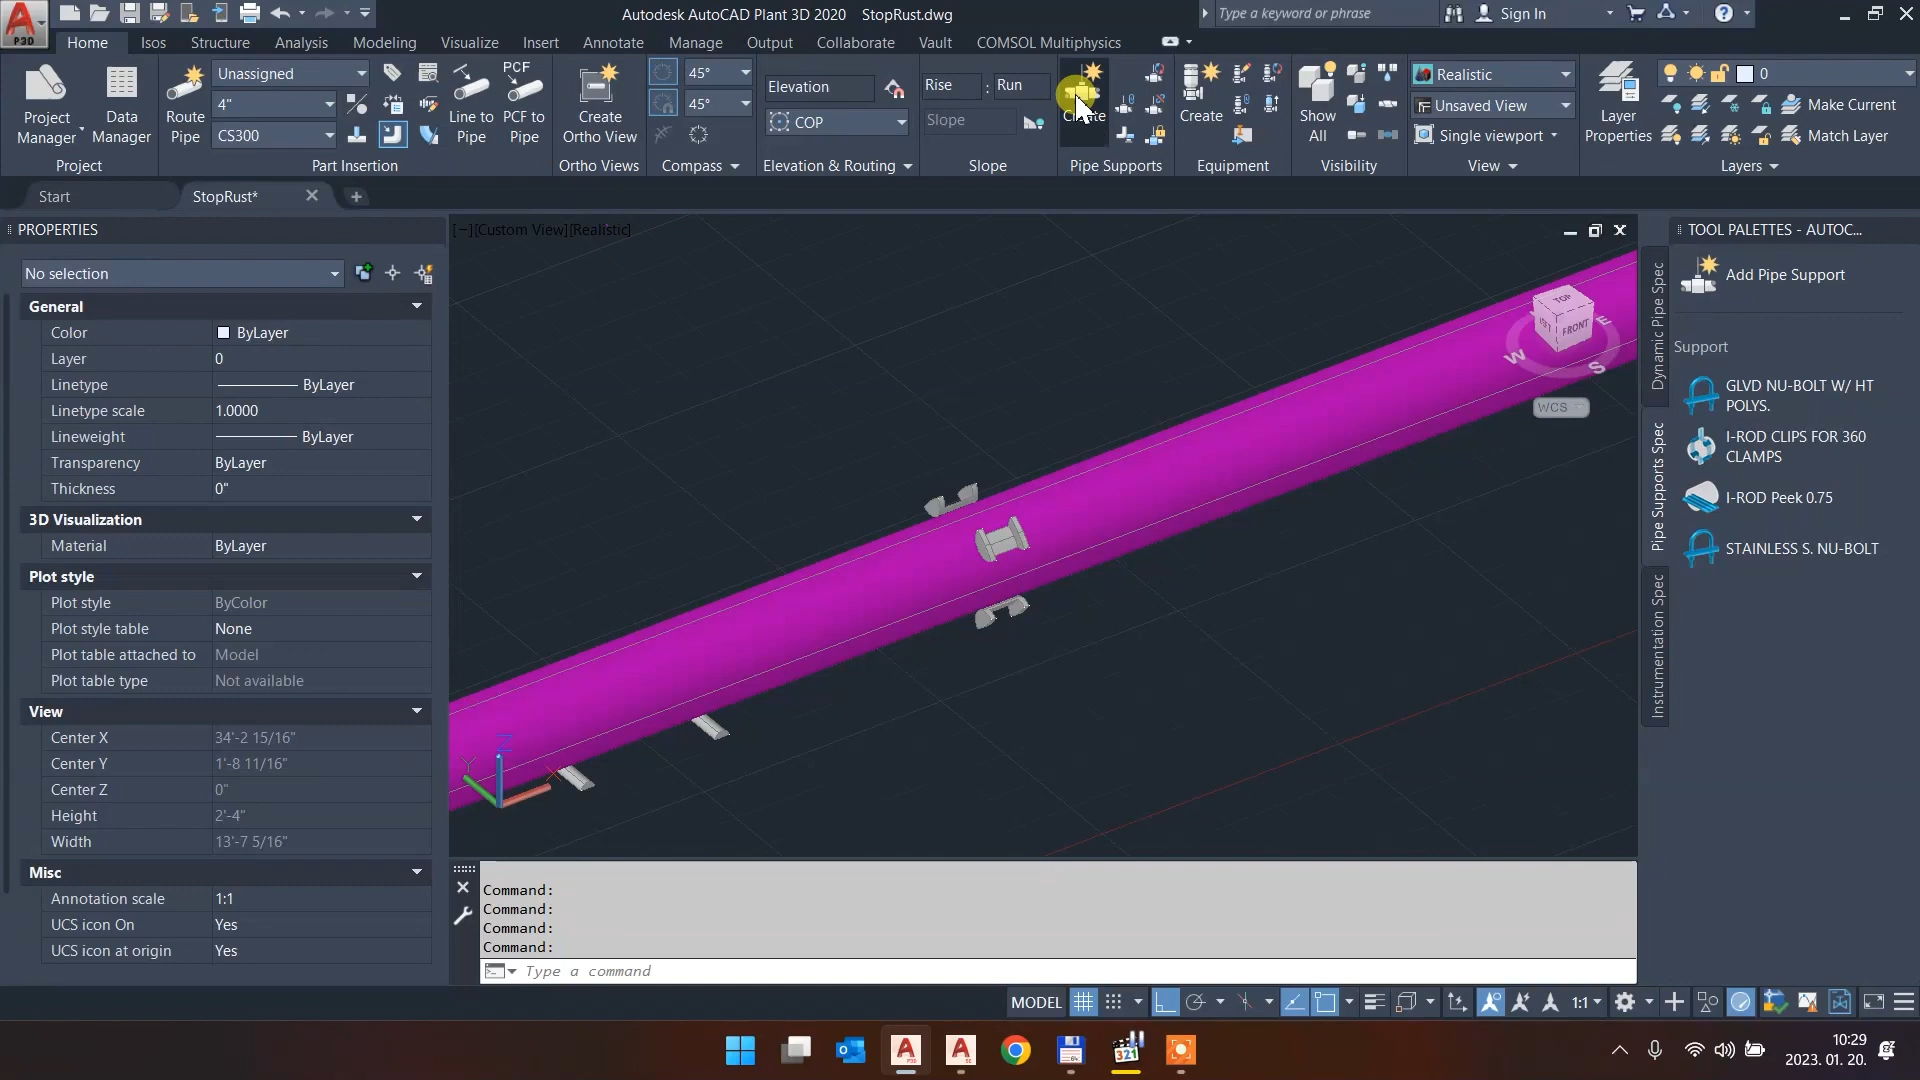 Autodesk AutoCAD Plant 3D 2020 StopRust.dwg
Type a keyword or phrase
Sign In
P3D
Home Isos Structure Analysis Modeling Visualize Insert Annotate Manage Output Collaborate Vault COMSOL Multiphysics
Project Manager
Data Manager
Project
Route Pipe
Unassigned
4"
CS300
Line to Pipe
PCF
PCF to Pipe
Part Insertion
Create Ortho View
Ortho Views
45°
45°
Compass
Elevation
COP
Elevation & Routing
Rise : Run
Slope
Slope
Create
Pipe Supports
Create
Equipment
Show All
Visibility
Realistic
Unsaved View
Single viewport
View
Layer Properties
0
Make Current
Match Layer
Layers
Start
StopRust*
PROPERTIES
No selection
General
Color ByLayer
Layer 0
Linetype ByLayer
Linetype scale 1.0000
Lineweight ByLayer
Transparency ByLayer
Thickness 0"
3D Visualization
Material ByLayer
Plot style
Plot style ByColor
Plot style table None
Plot table attached to Model
Plot table type Not available
View
Center X 34'-2 15/16"
Center Y 1'-8 11/16"
Center Z 0"
Height 2'-4"
Width 13'-7 5/16"
Misc
Annotation scale 1:1
UCS icon On Yes
UCS icon at origin Yes
[−][Custom View][Realistic]
TOP
FRONT
W
S
E
WCS
Z
Y
X
TOOL PALETTES - AUTOC...
Dynamic Pipe Spec
Pipe Supports Spec
Instrumentation Spec
Add Pipe Support
Support
GLVD NU-BOLT W/ HT POLYS.
I-ROD CLIPS FOR 360 CLAMPS
I-ROD Peek 0.75
STAINLESS S. NU-BOLT
Command:
Command:
Command:
Command:
Type a command
MODEL
1:1
321
10:29
2023. 01. 20.